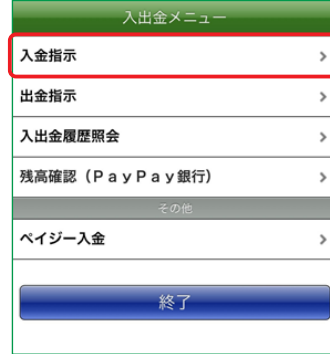 入出金メニュー
入金指示
出金指示
入出金履歴照会
残高確認（ＰａｙＰａｙ銀行）
その他
ペイジー入金
終了